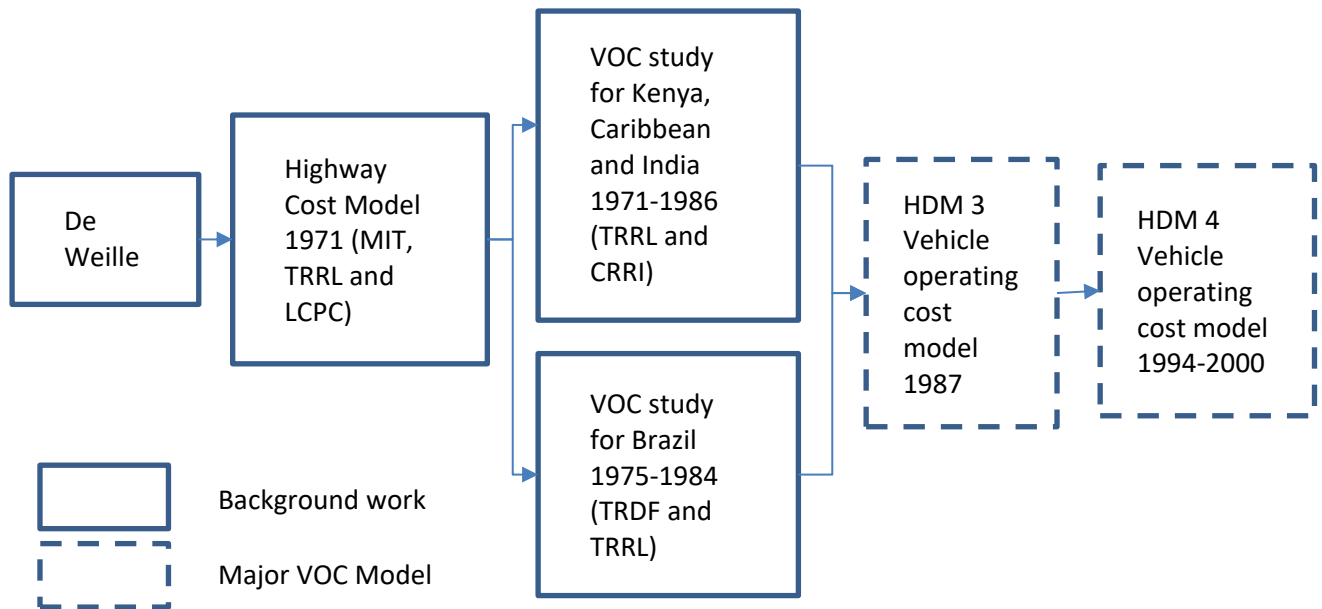 De
Weille
Highway
Cost Model
1971 (MIT,
TRRL and
LCPC)
VOC study
for Kenya,
Caribbean
and India
1971-1986
(TRRL and
CRRI)
VOC study
for Brazil
1975-1984
(TRDF and
TRRL)
HDM 3
Vehicle
operating
cost
model
1987
HDM 4
Vehicle
operating
cost model
1994-2000
Background work
Major VOC Model